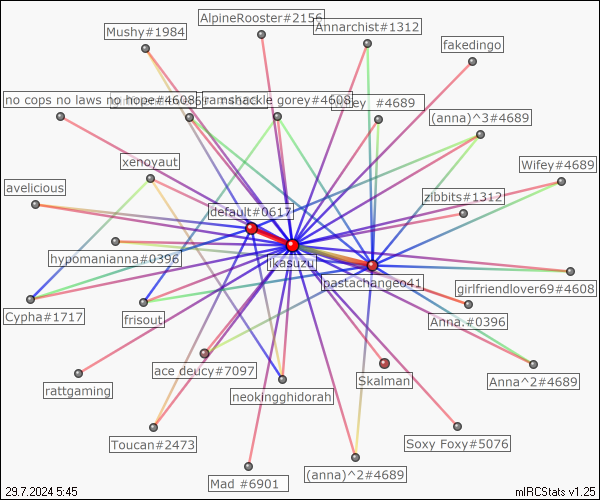 AlpineRooster#2156
Mushy#1984
Annarchist#1312
fakedingo
no cops no laws no hope#4608
ramshackle gorey#4608
#4689
(anna)^3#4689
xenoyaut
Wifey#4689
avelicious
zibbits#1312
default#0617
hypomanianna#0396
ikasuzu
pastachangeo41
girlfriendlover69#4608
Cypha#1717
frisout
Anna.#0396
ace deucy#7097
rattgaming
neokingghidorah
Skalman
Anna^2#4689
Toucan#2473
Soxy Foxy#5076
Mad #6901
(anna)^2#4689
29.7.2024 5:45
mIRCStats v1.25